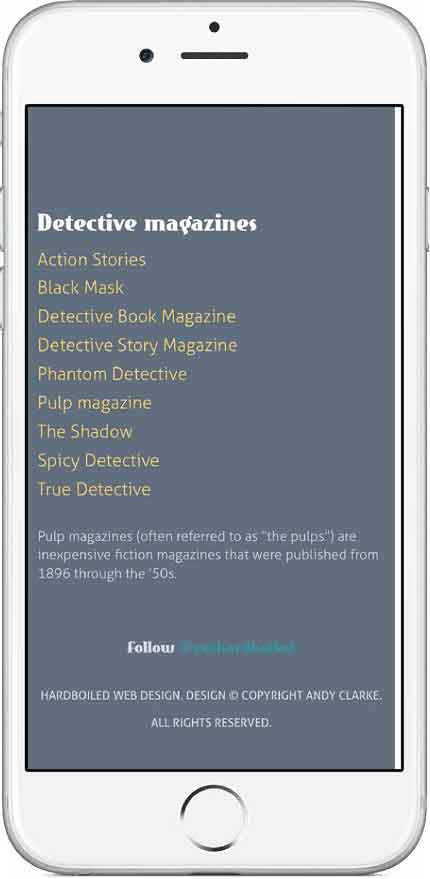 Detective magazines
Action Stories
Black Mask
Detective Book Magazine
Detective Story Magazine
Phantom Detective
Pulp magazine
The Shadow
Spicy Detective
True Detective
Pulp magazines (often referred to as “the pulps”) are
inexpensive fiction magazines that were published from
1896 through the ’50s.
Follow
HARDBOILED WEB DESIGN. DESIGN © COPYRIGHT ANDY CLARKE.
ALL RIGHTS RESERVED.